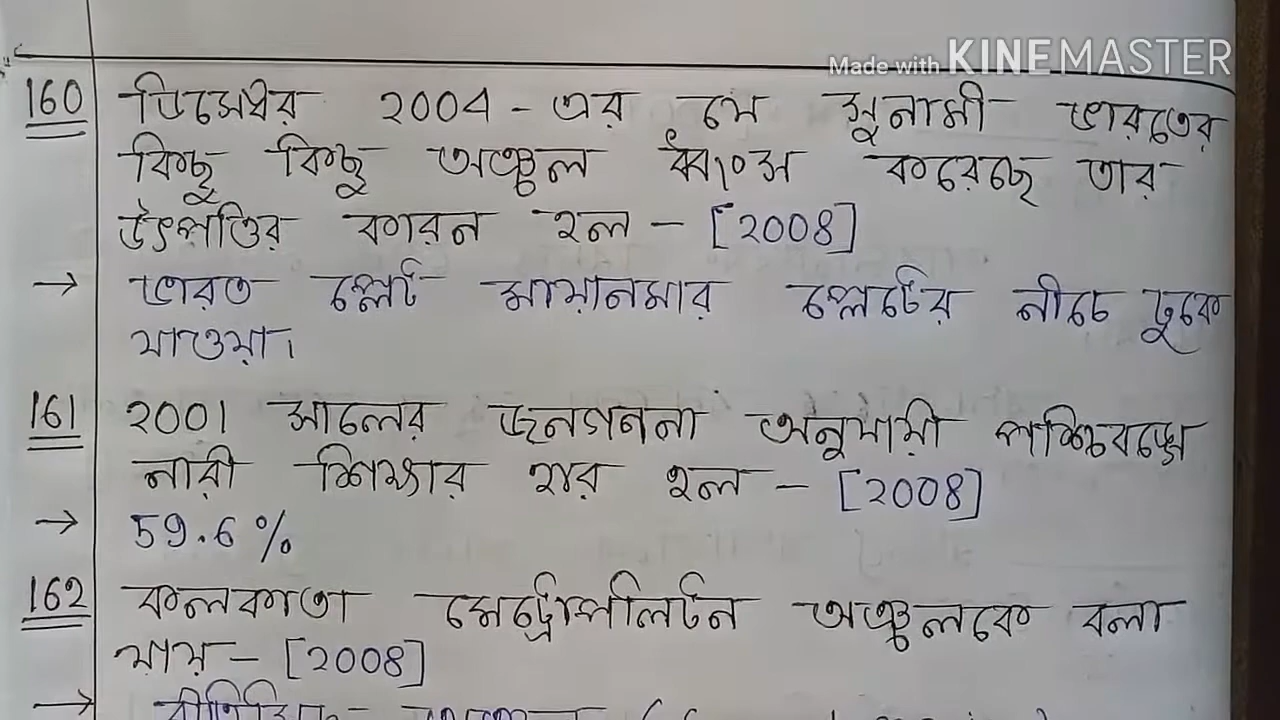 Made with KINEMASTER
160 ডিসেম্বর 2004 - এর যে সুনামী ভারতের
কিছু কিছু অঞ্চল ধ্বংস করেছে তার
উৎপত্তির কারন হল - [2008]
→ ভারত প্লেট মায়ানমার প্লেটের নীচে ঢুকে
যাওয়া।
161 2001 সালের জনগননা অনুযায়ী পশ্চিমবঙ্গে
নারী শিক্ষার হার হল - [2008]
→ 59.6 %
162 কলকাতা মেট্রোপলিটন অঞ্চলকে বলা
যায় - [2008]
→